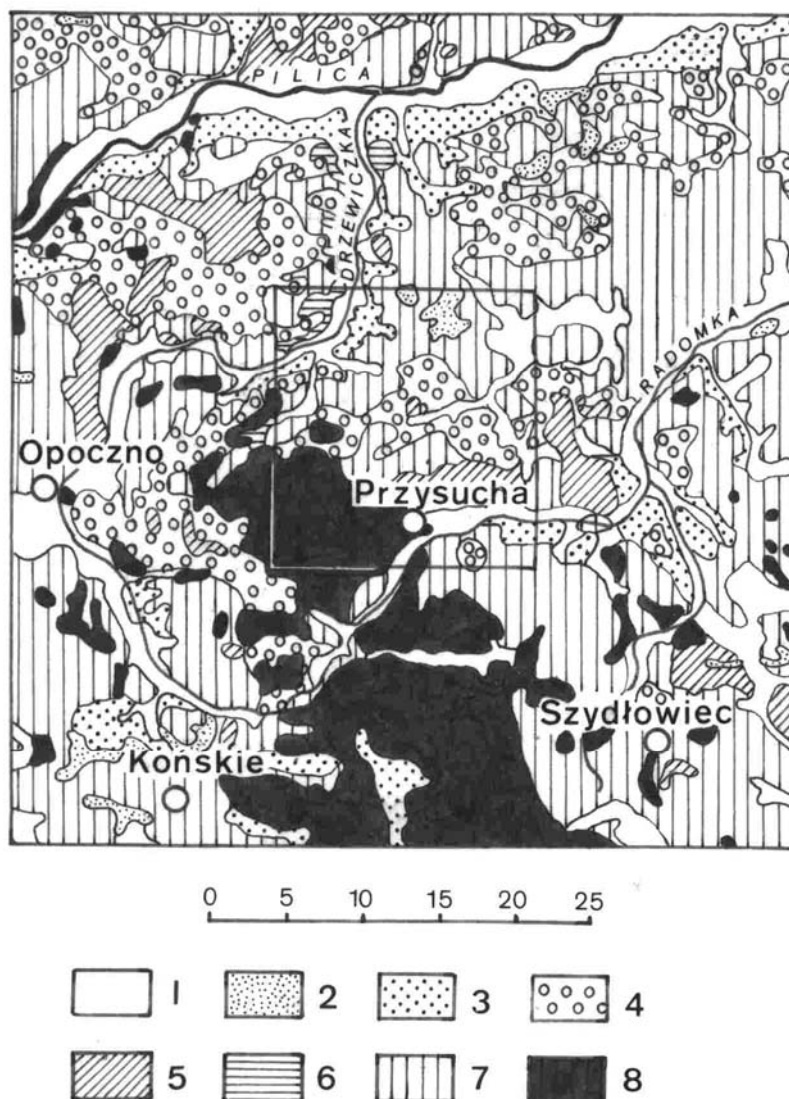 PILICA
DRZEWICZKA
RADOMKA
Opoczno
Przysucha
Szydłowiec
Końskie
0 5 10 15 20 25
1 2 3 4
5 6 7 8